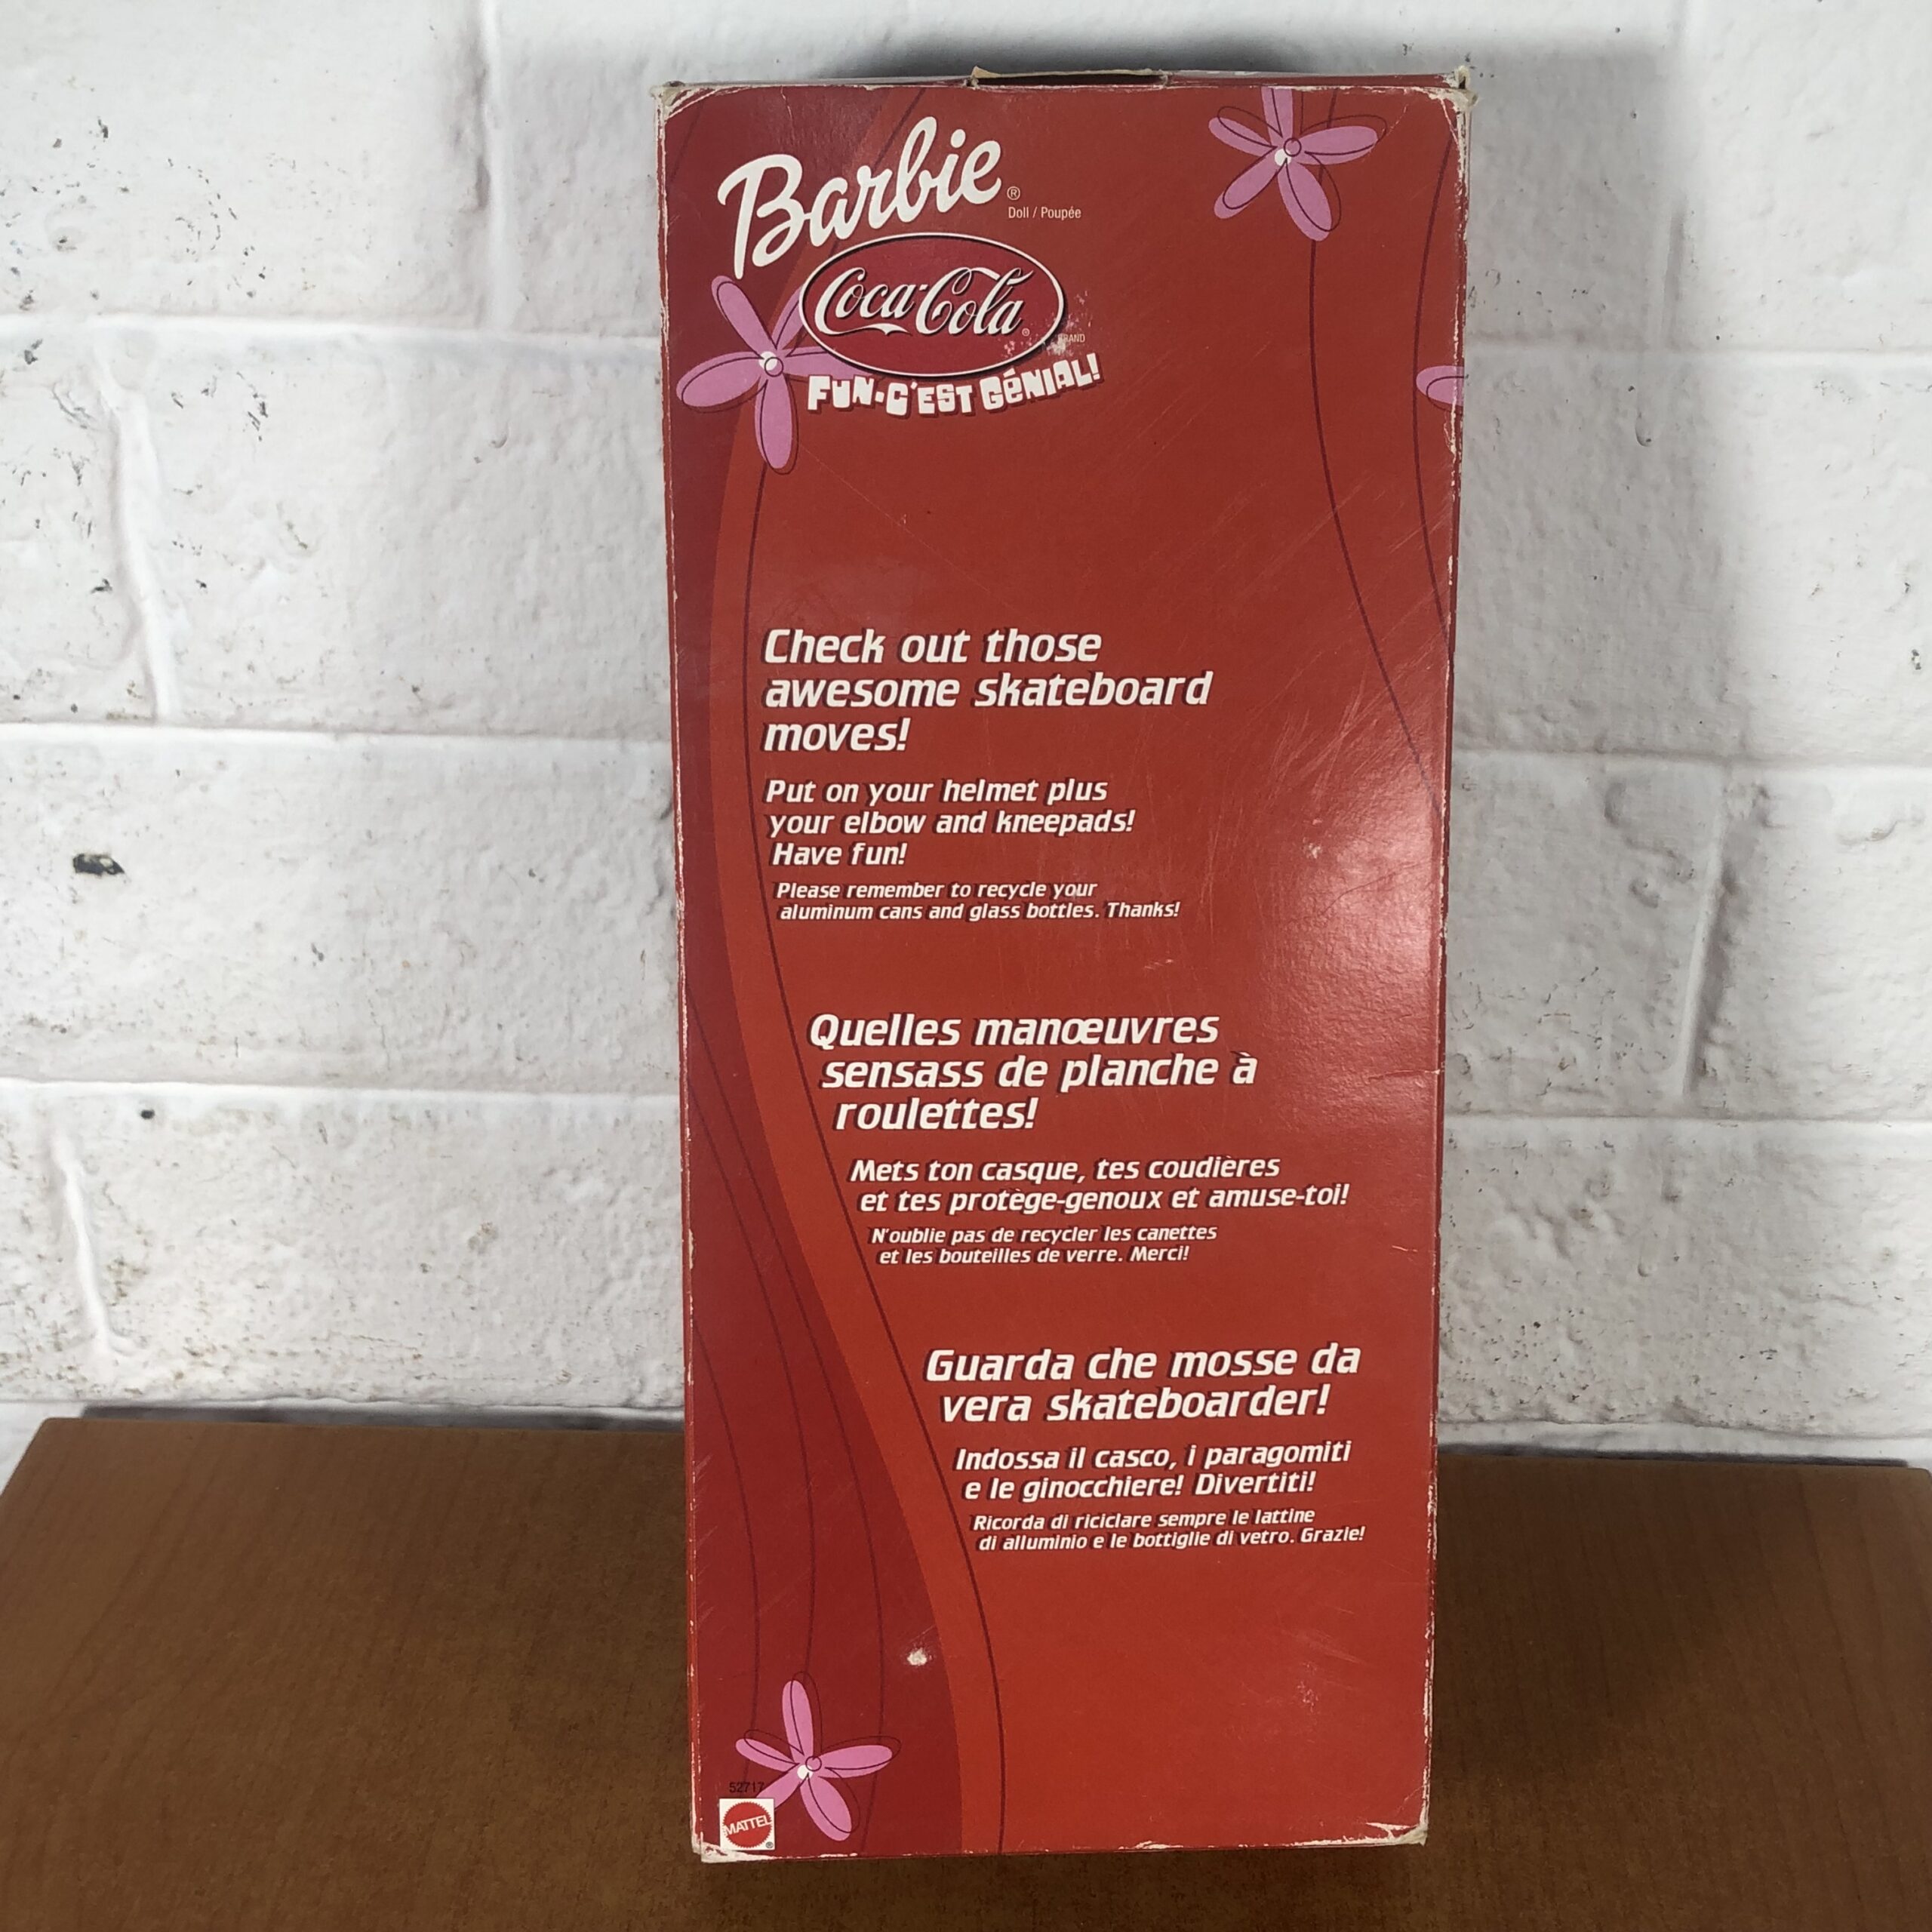 Barbie ®
Doll / Poupée
Coca-Cola ®
FUN·C'EST GÉNIAL!
Check out those
awesome skateboard
moves!
Put on your helmet plus
your elbow and kneepads!
Have fun!
Please remember to recycle your
aluminum cans and glass bottles. Thanks!
Quelles manœuvres
sensass de planche à
roulettes!
Mets ton casque, tes coudières
et tes protège-genoux et amuse-toi!
N'oublie pas de recycler les canettes
et les bouteilles de verre. Merci!
Guarda che mosse da
vera skateboarder!
Indossa il casco, i paragomiti
e le ginocchiere! Divertiti!
Ricorda di riciclare sempre le lattine
di alluminio e le bottiglie di vetro. Grazie!
52717
MATTEL ®